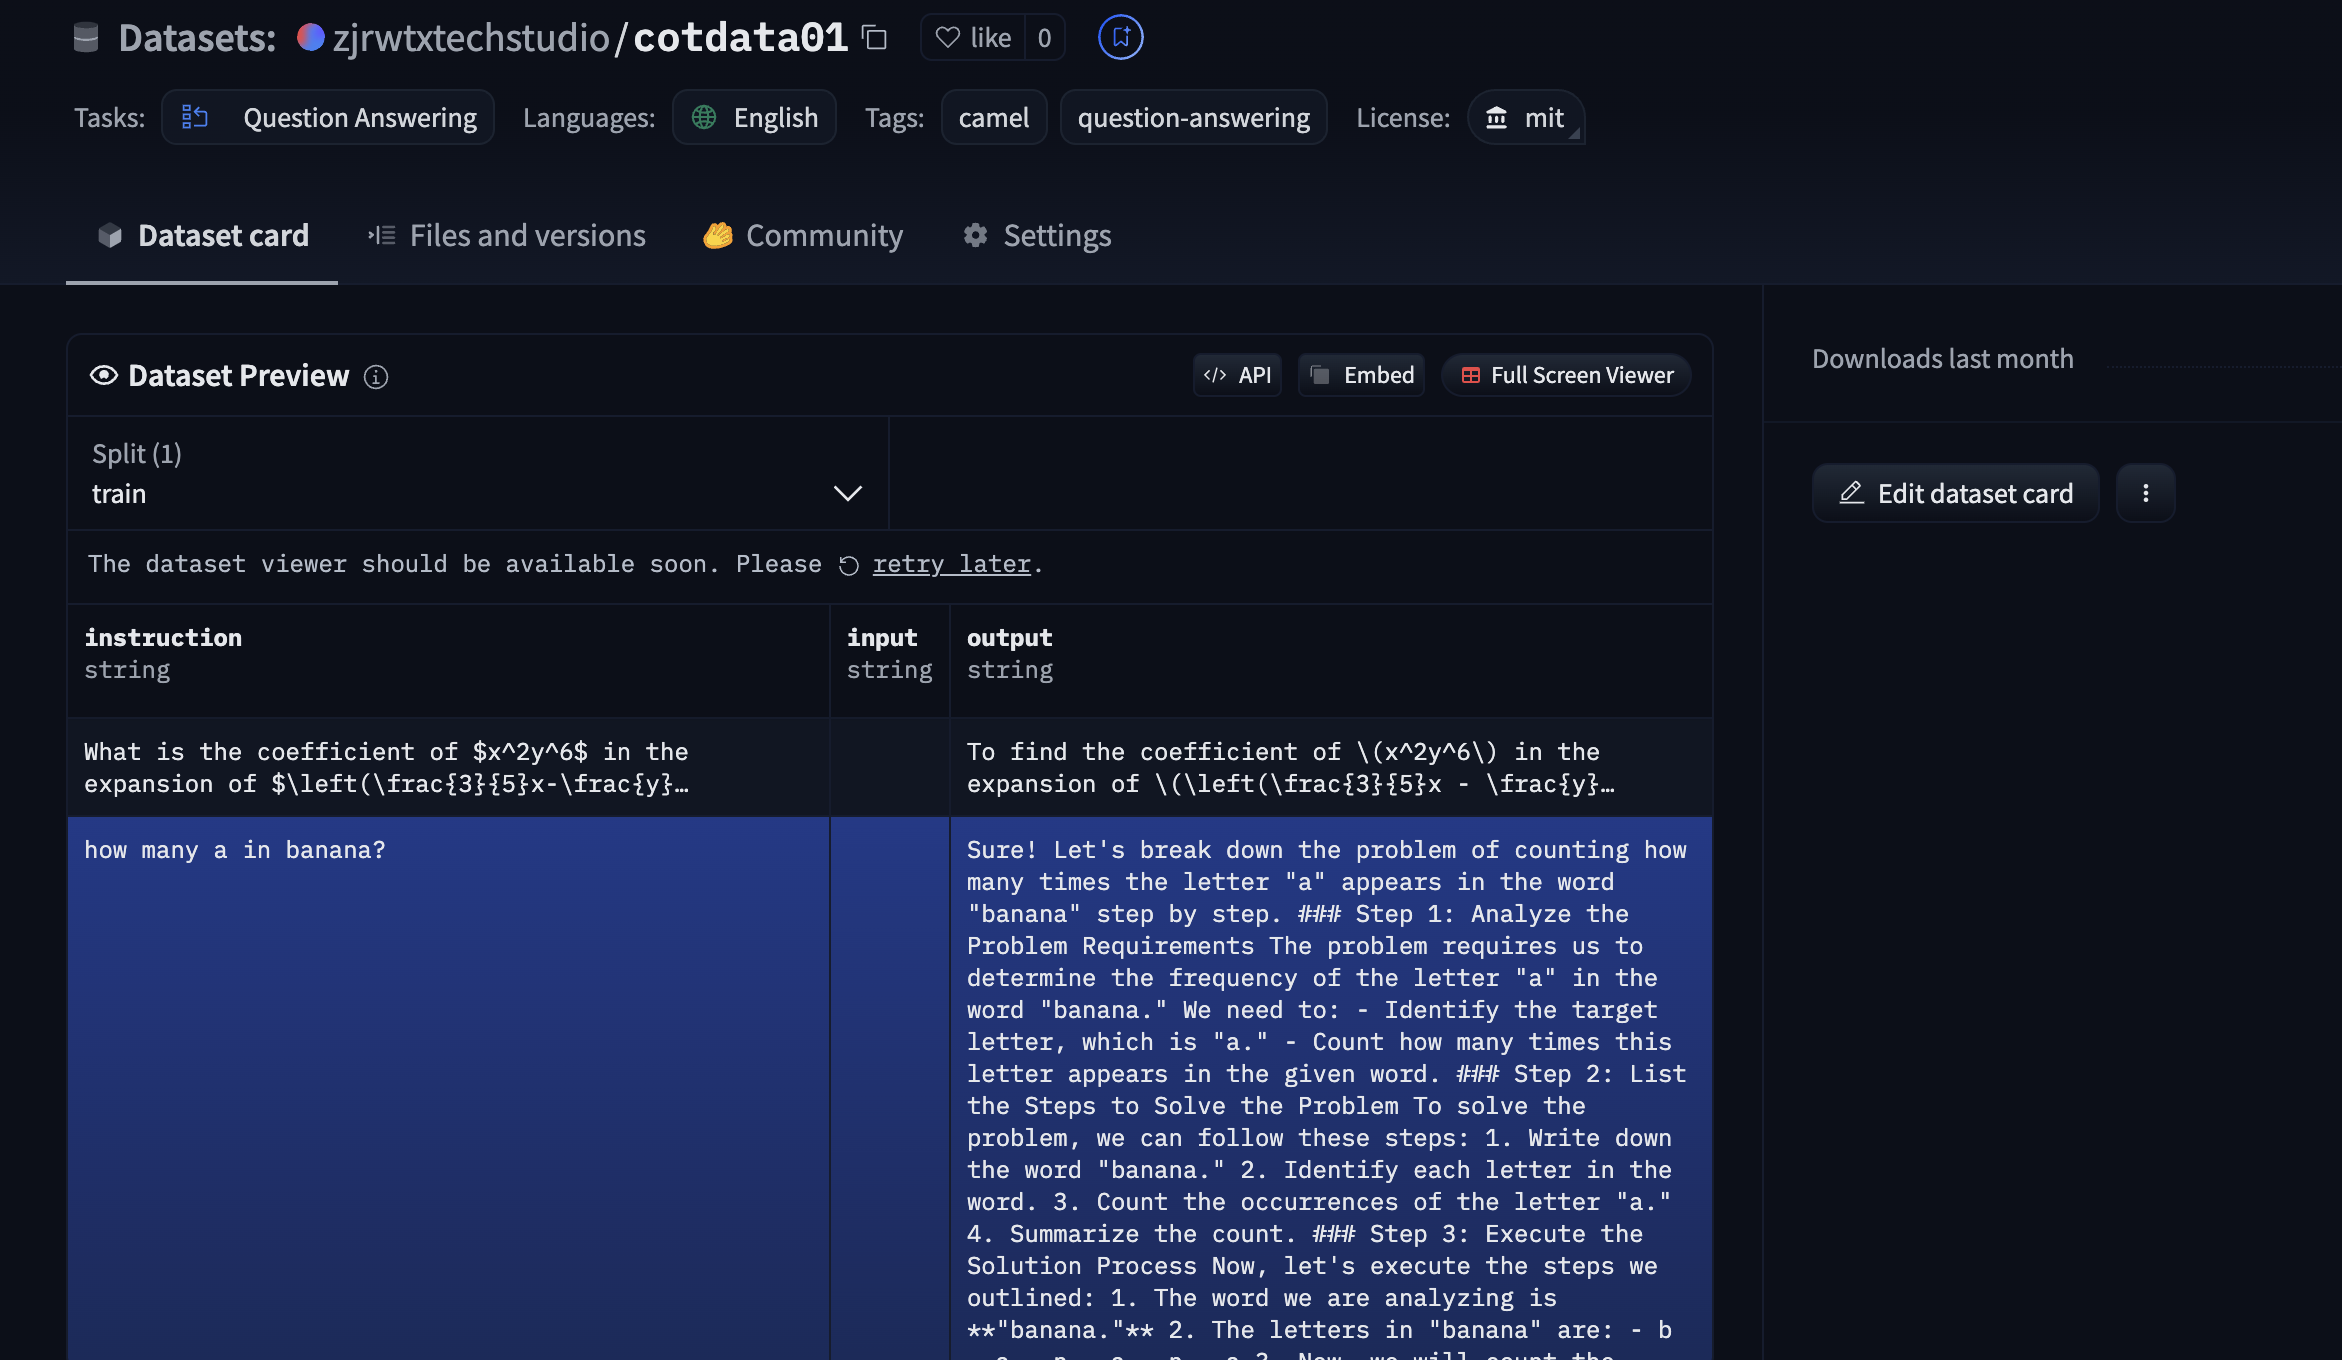 Datasets: zjrwtxtechstudio/cotdata01 like 0
Tasks: Question Answering Languages: English Tags: camel question-answering License: mit
Dataset card Files and versions Community Settings
Dataset Preview API Embed Full Screen Viewer
Downloads last month
Split (1)
train
Edit dataset card
The dataset viewer should be available soon. Please retry later.
instruction input output
string string string
What is the coefficient of $x^2y^6$ in the
expansion of $\left(\frac{3}{5}x-\frac{y}…
To find the coefficient of \(x^2y^6\) in the
expansion of \(\left(\frac{3}{5}x - \frac{y}…
how many a in banana?
Sure! Let's break down the problem of counting how
many times the letter "a" appears in the word
"banana" step by step. ### Step 1: Analyze the
Problem Requirements The problem requires us to
determine the frequency of the letter "a" in the
word "banana." We need to: - Identify the target
letter, which is "a." - Count how many times this
letter appears in the given word. ### Step 2: List
the Steps to Solve the Problem To solve the
problem, we can follow these steps: 1. Write down
the word "banana." 2. Identify each letter in the
word. 3. Count the occurrences of the letter "a."
4. Summarize the count. ### Step 3: Execute the
Solution Process Now, let's execute the steps we
outlined: 1. The word we are analyzing is
**"banana."** 2. The letters in "banana" are: - b